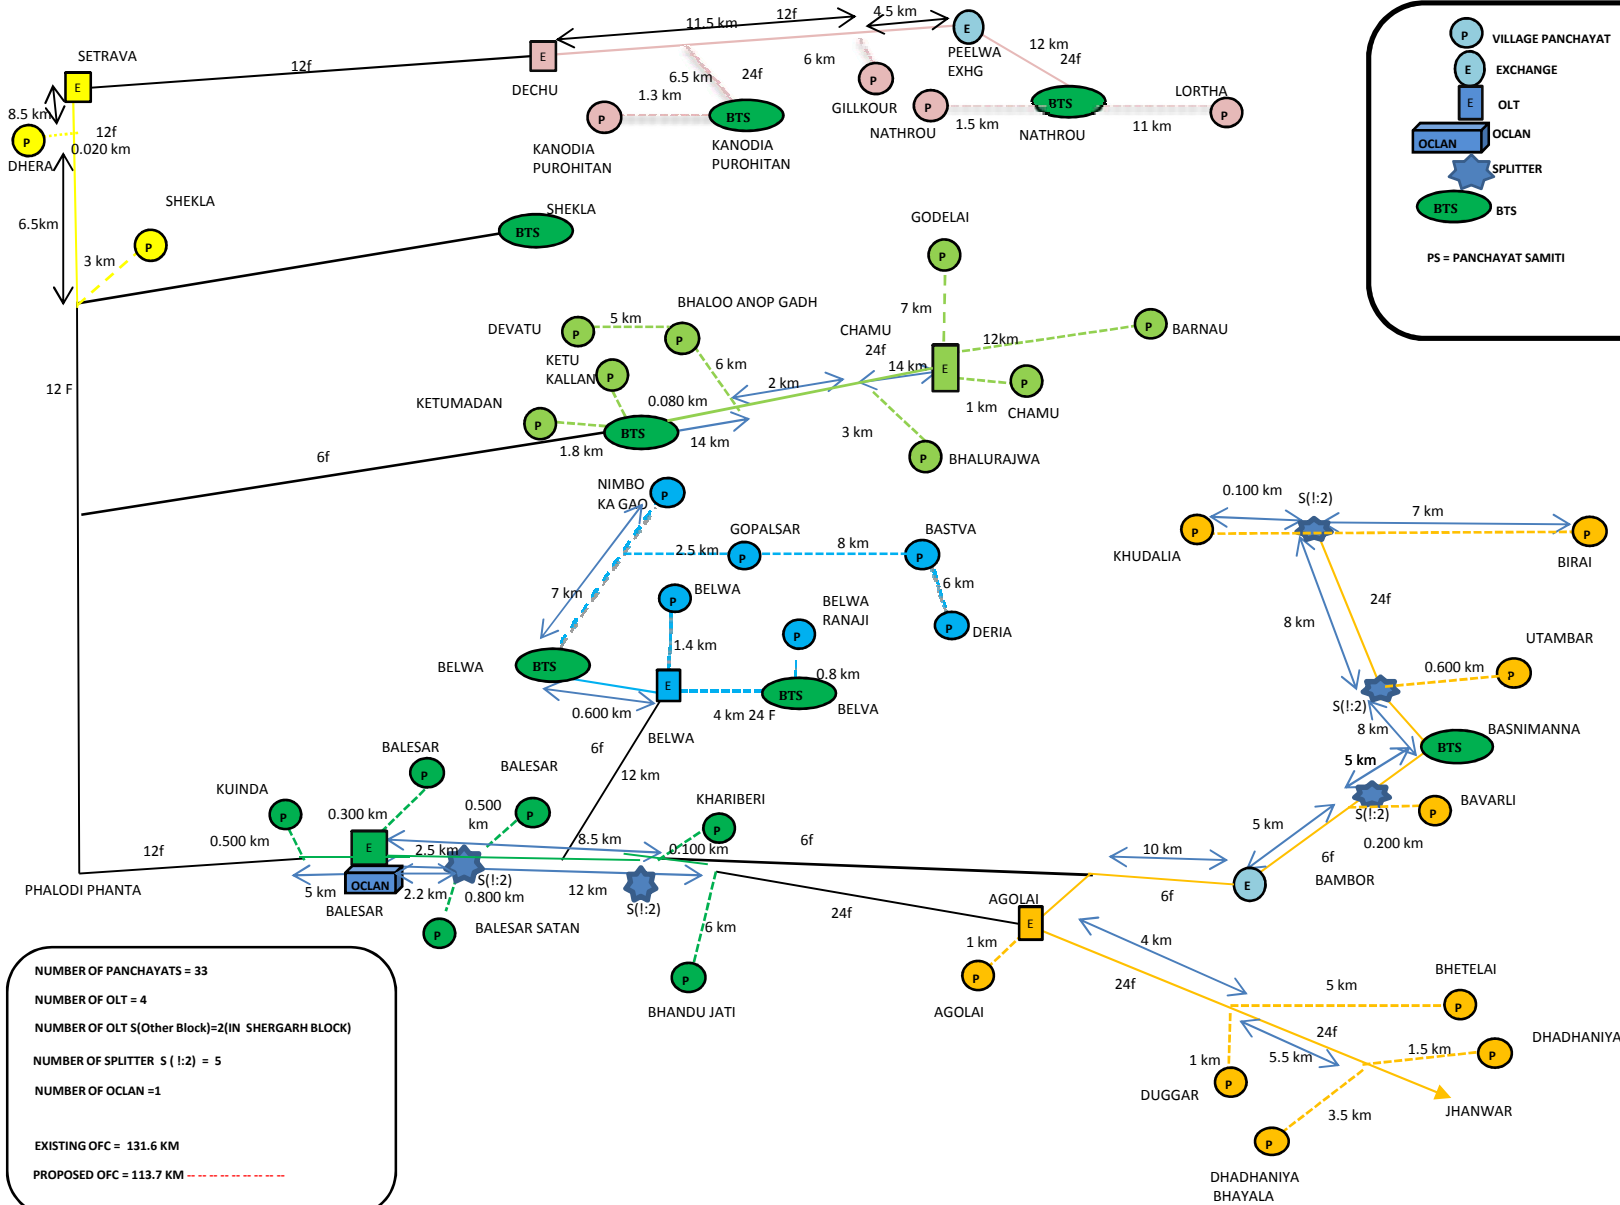 12f
4.5 km
11.5 km
SETRAVA
E
12f
E
DECHU
E
PEELWA
EXHG
12 km
24f
6 km
P
GILLKOUR
6.5 km
24f
1.3 km
P
KANODIA
PUROHITAN
BTS
KANODIA
PUROHITAN
P
NATHROU
1.5 km
BTS
NATHROU
LORTHA
P
11 km
8.5 km
P
DHERA
12f
0.020 km
6.5km
SHEKLA
P
3 km
SHEKLA
BTS
P
VILLAGE PANCHAYAT
E
EXCHANGE
E
OLT
OCLAN
OCLAN
SPLITTER
BTS
BTS
PS = PANCHAYAT SAMITI
12 F
GODELAI
P
7 km
BHALOO ANOP GADH
DEVATU
P
5 km
P
6 km
CHAMU
24f
14 km
E
12km
P
BARNAU
KETU
KALLAN
P
2 km
P
1 km
CHAMU
KETUMADAN
P
0.080 km
BTS
1.8 km
14 km
3 km
P
BHALURAJWA
6f
NIMBO
KA GAO
P
GOPALSAR
2.5 km
P
8 km
BASTVA
P
6 km
P
DERIA
7 km
P
BELWA
BELWA
RANAJI
P
1.4 km
0.8 km
BELWA
BTS
E
BTS
0.600 km
4 km 24 F
BELVA
BELWA
6f
12 km
0.100 km
S(!:2)
7 km
P
KHUDALIA
P
BIRAI
24f
8 km
UTAMBAR
0.600 km
P
S(!:2)
8 km
BASNIMANNA
BTS
5 km
S(!:2)
P
BAVARLI
0.200 km
5 km
6f
BAMBOR
BALESAR
P
KUINDA
P
0.500 km
0.300 km
BALESAR
0.500
km
P
KHARIBERI
P
8.5 km
0.100 km
6f
12f
E
2.5 km
OCLAN
S(!:2)
0.800 km
5 km
2.2 km
12 km
S(!:2)
PHALODI PHANTA
BALESAR
P
BALESAR SATAN
6 km
P
BHANDU JATI
24f
10 km
E
6f
AGOLAI
E
1 km
P
AGOLAI
4 km
24f
BHETELAI
5 km
P
24f
1 km
5.5 km
P
DUGGAR
1.5 km
P
DHADHANIYA
3.5 km
JHANWAR
P
DHADHANIYA
BHAYALA
NUMBER OF PANCHAYATS = 33
NUMBER OF OLT = 4
NUMBER OF OLT S(Other Block)=2(IN SHERGARH BLOCK)
NUMBER OF SPLITTER S ( !:2) = 5
NUMBER OF OCLAN =1
EXISTING OFC = 131.6 KM
PROPOSED OFC = 113.7 KM